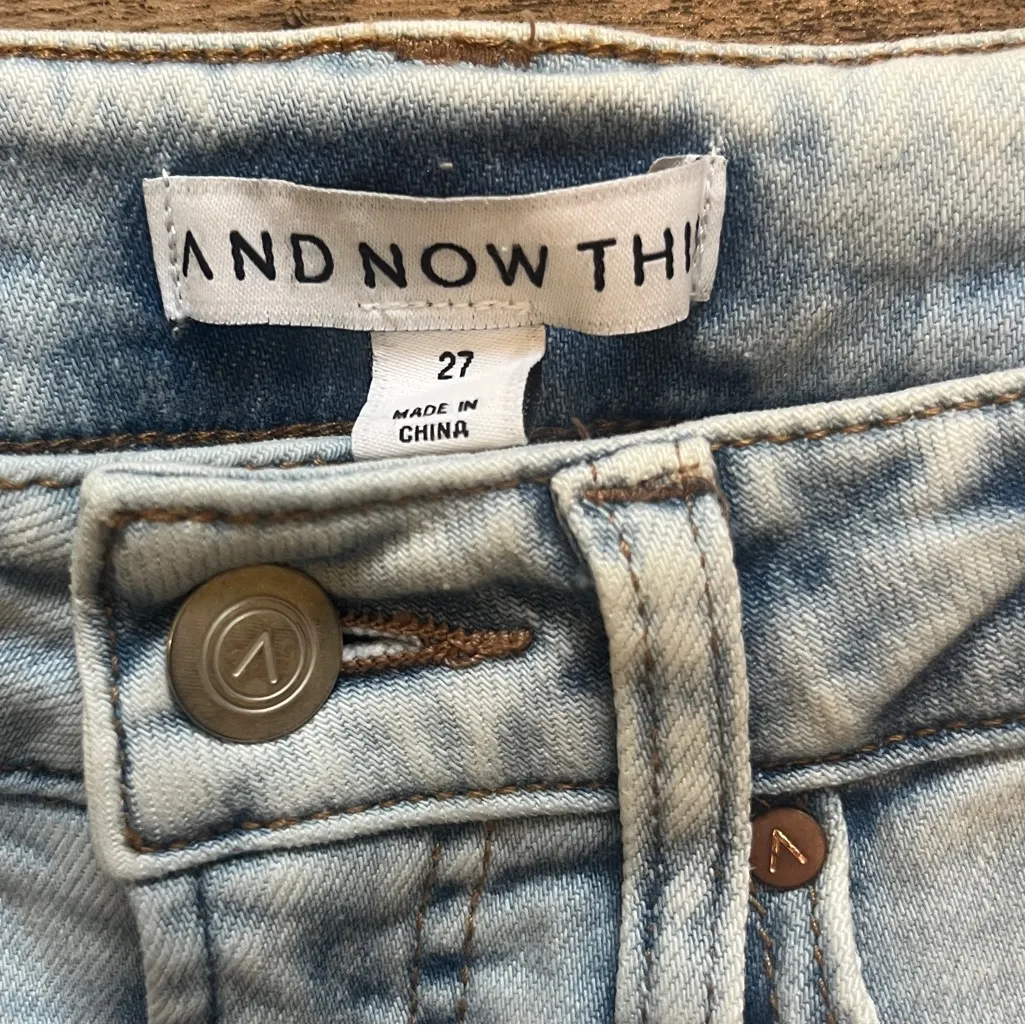 AND NOW THI
27
MADE IN
CHINA